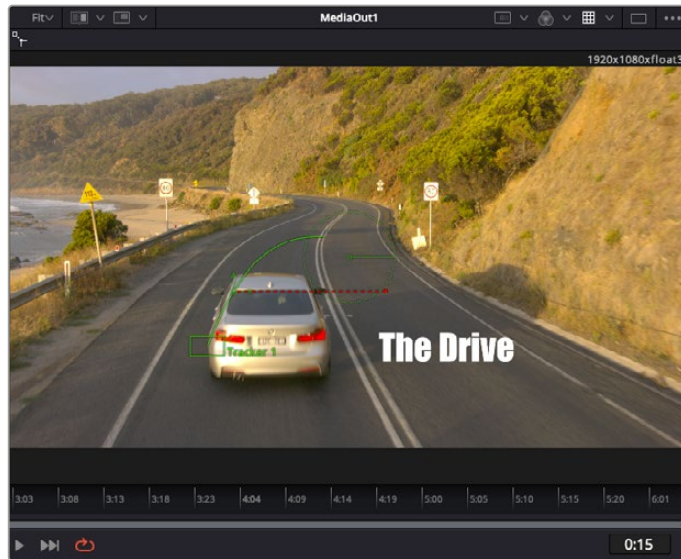 Fit MediaOut1
1920x1080xfloat3
Tracker 1
The Drive
3:03 3:08 3:13 3:18 3:23 4:04 4:09 4:14 4:19 5:00 5:05 5:10 5:15 5:20 6:01
0:15